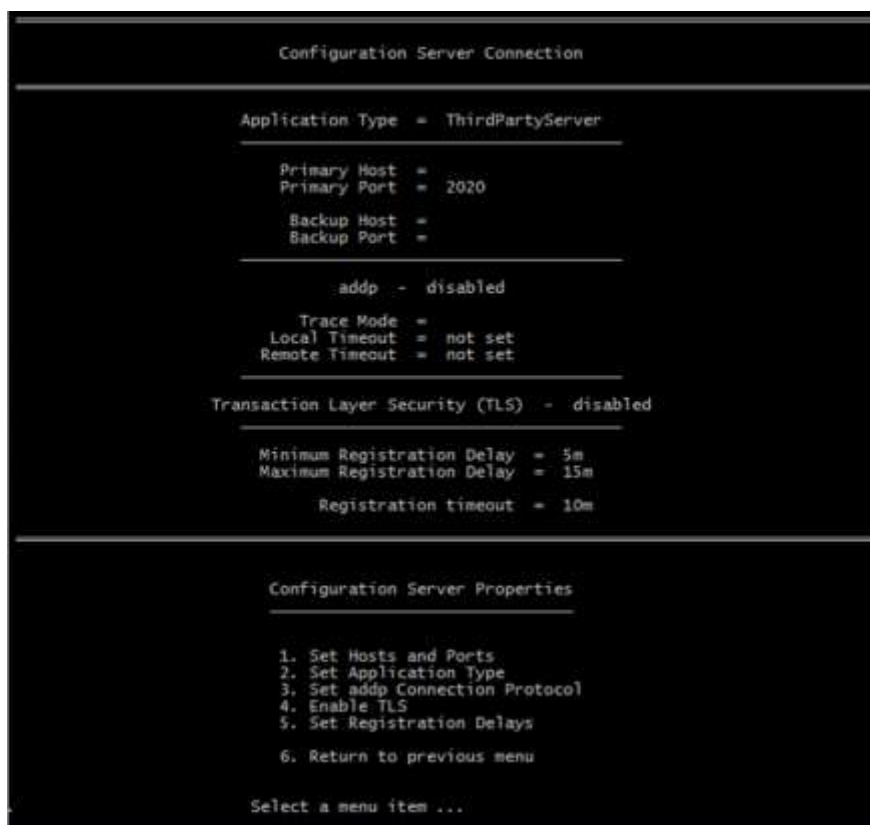 Configuration Server Connection
Application Type = ThirdPartyServer
Primary Host =
Primary Port = 2020
Backup Host =
Backup Port =
addp - disabled
Trace Mode =
Local Timeout = not set
Remote Timeout = not set
Transaction Layer Security (TLS) - disabled
Minimum Registration Delay = 5m
Maximum Registration Delay = 15m
Registration timeout = 10m
Configuration Server Properties
1. Set Hosts and Ports
2. Set Application Type
3. Set addp Connection Protocol
4. Enable TLS
5. Set Registration Delays
6. Return to previous menu
Select a menu item ...